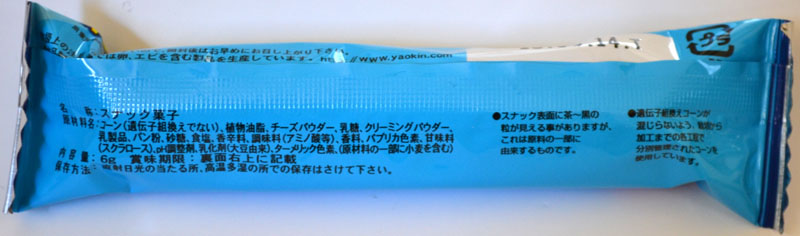 開封後はお早めにお召し上がり下さい。
卵、エビを含む
を生産しています。
www.yaokin.com
14.5
プラ
名 称：スナック菓子
原材料名：コーン（遺伝子組換えでない）、植物油脂、チーズパウダー、乳糖、クリーミングパウダー、
乳製品、パン粉、砂糖、食塩、香辛料、調味料（アミノ酸等）、香料、パプリカ色素、甘味料
（スクラロース）、pH調整剤、乳化剤（大豆由来）、ターメリック色素、（原材料の一部に小麦を含む）
内容量：6g 賞味期限：裏面右上に記載
保存方法：直射日光の当たる所、高温多湿の所での保存はさけて下さい。
●スナック表面に茶〜黒の
粒が見える事がありますが、
これは原料の一部に
由来するものです。
●遺伝子組換えコーンが
混じらないよう、
加工までの各工程で
分別管理されたコーンを
使用しています。